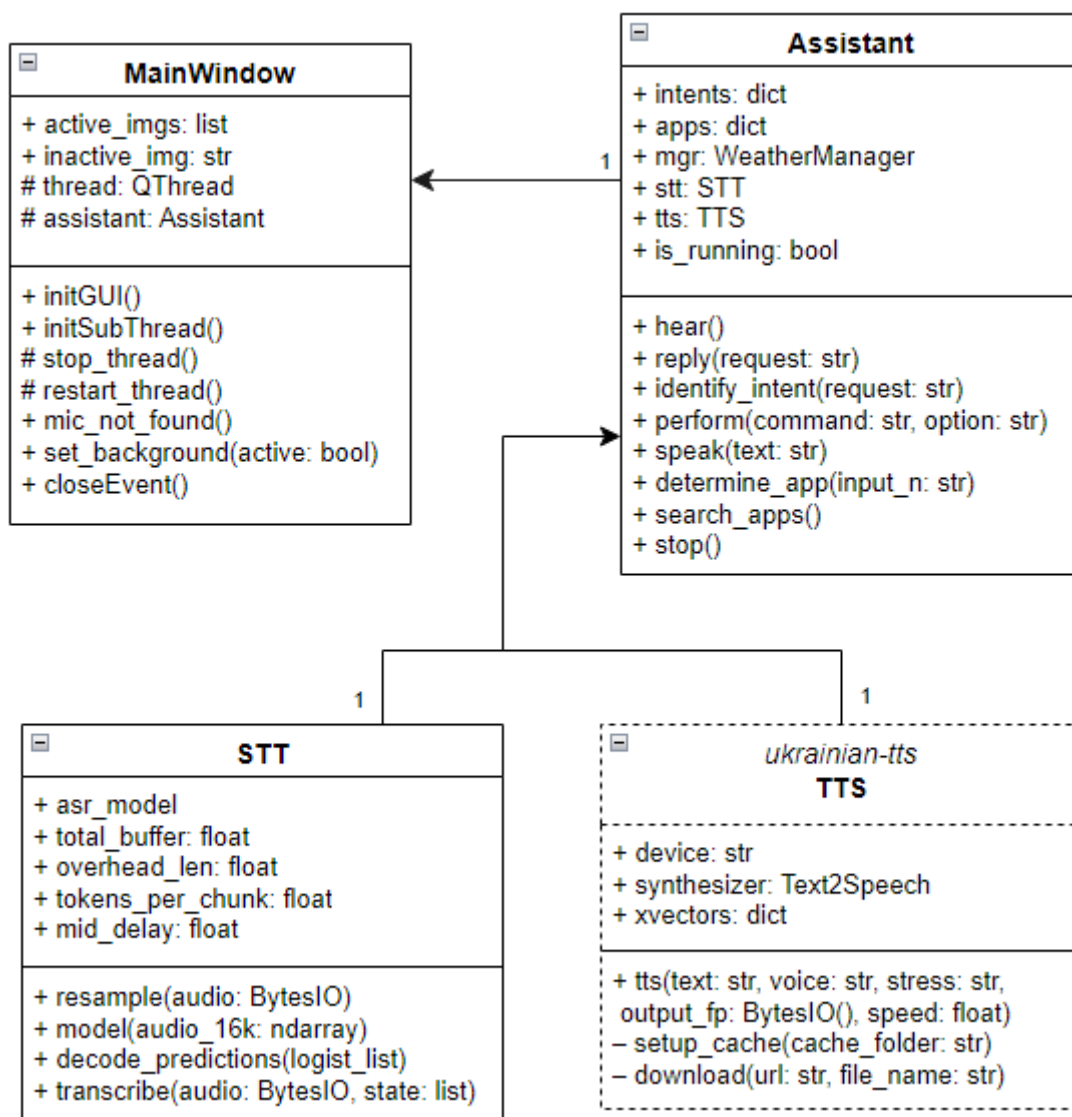 MainWindow
+ active_imgs: list
+ inactive_img: str
# thread: QThread
# assistant: Assistant
+ initGUI()
+ initSubThread()
# stop_thread()
# restart_thread()
+ mic_not_found()
+ set_background(active: bool)
+ closeEvent()
1
Assistant
+ intents: dict
+ apps: dict
+ mgr: WeatherManager
+ stt: STT
+ tts: TTS
+ is_running: bool
+ hear()
+ reply(request: str)
+ identify_intent(request: str)
+ perform(command: str, option: str)
+ speak(text: str)
+ determine_app(input_n: str)
+ search_apps()
+ stop()
1
STT
+ asr_model
+ total_buffer: float
+ overhead_len: float
+ tokens_per_chunk: float
+ mid_delay: float
+ resample(audio: BytesIO)
+ model(audio_16k: ndarray)
+ decode_predictions(logist_list)
+ transcribe(audio: BytesIO, state: list)
1
ukrainian-tts
TTS
+ device: str
+ synthesizer: Text2Speech
+ xvectors: dict
+ tts(text: str, voice: str, stress: str,
output_fp: BytesIO(), speed: float)
– setup_cache(cache_folder: str)
– download(url: str, file_name: str)